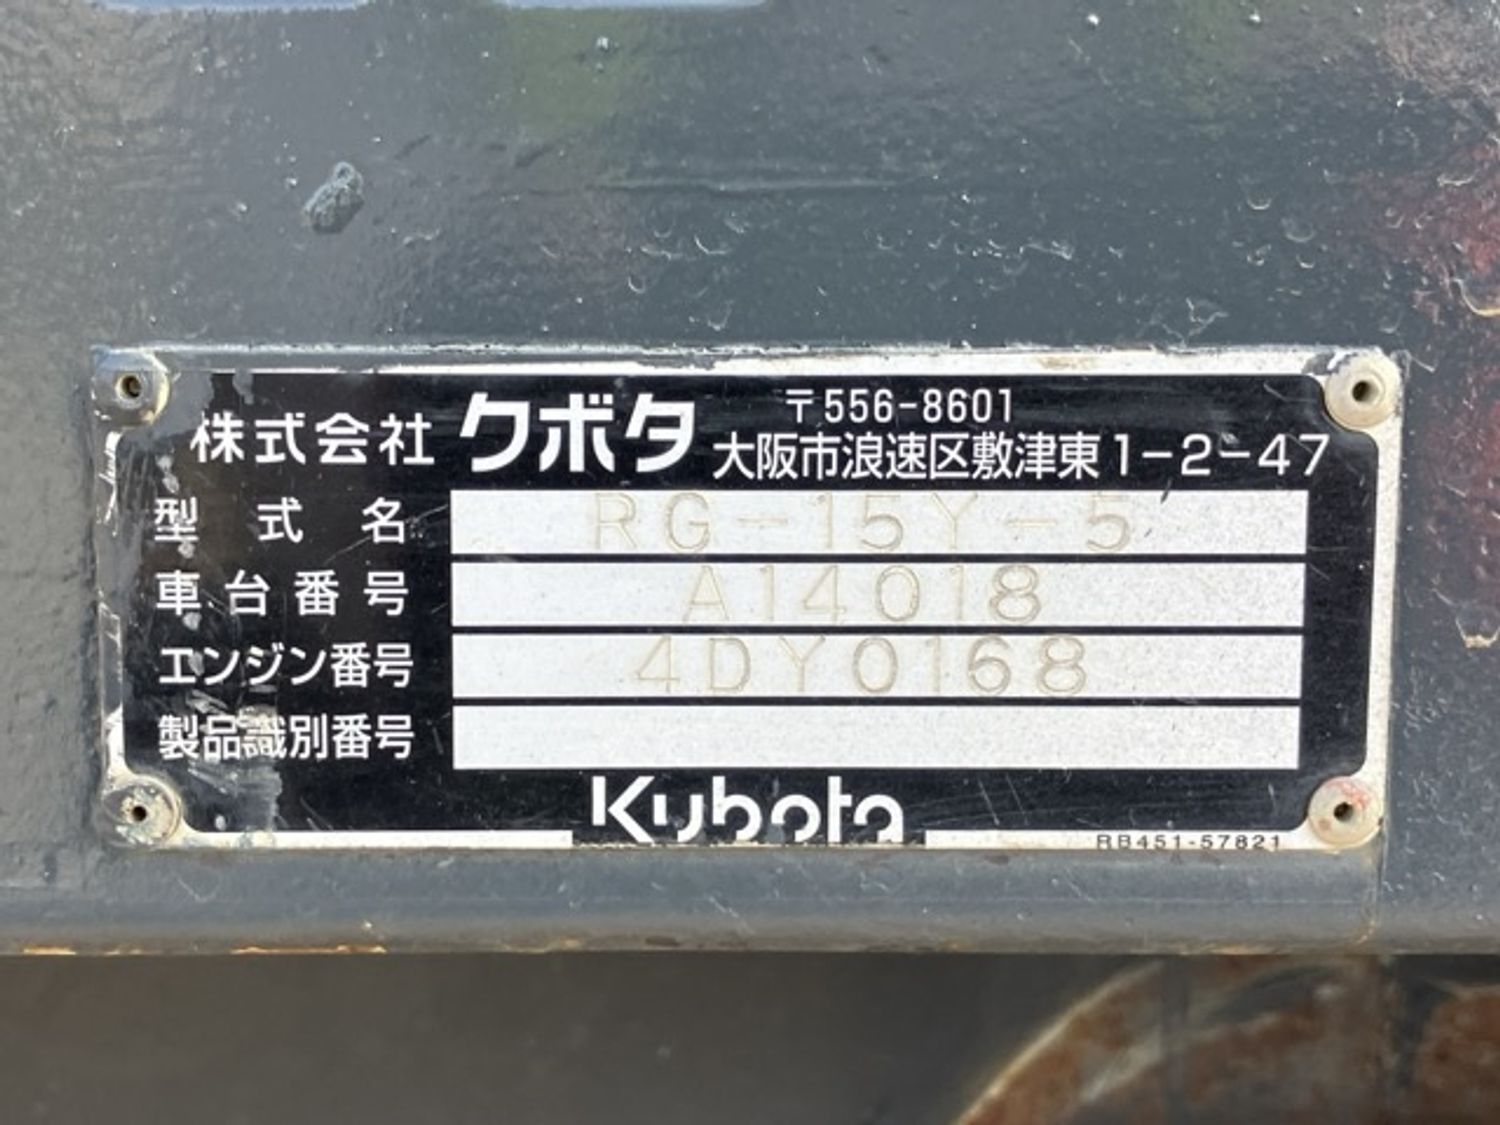 株式会社 クボタ 〒556-8601
大阪市浪速区敷津東1-2-47
型式名 RG-15Y-5
車台番号 A14018
エンジン番号 4DY0168
製品識別番号
Kubota
RB451-57821